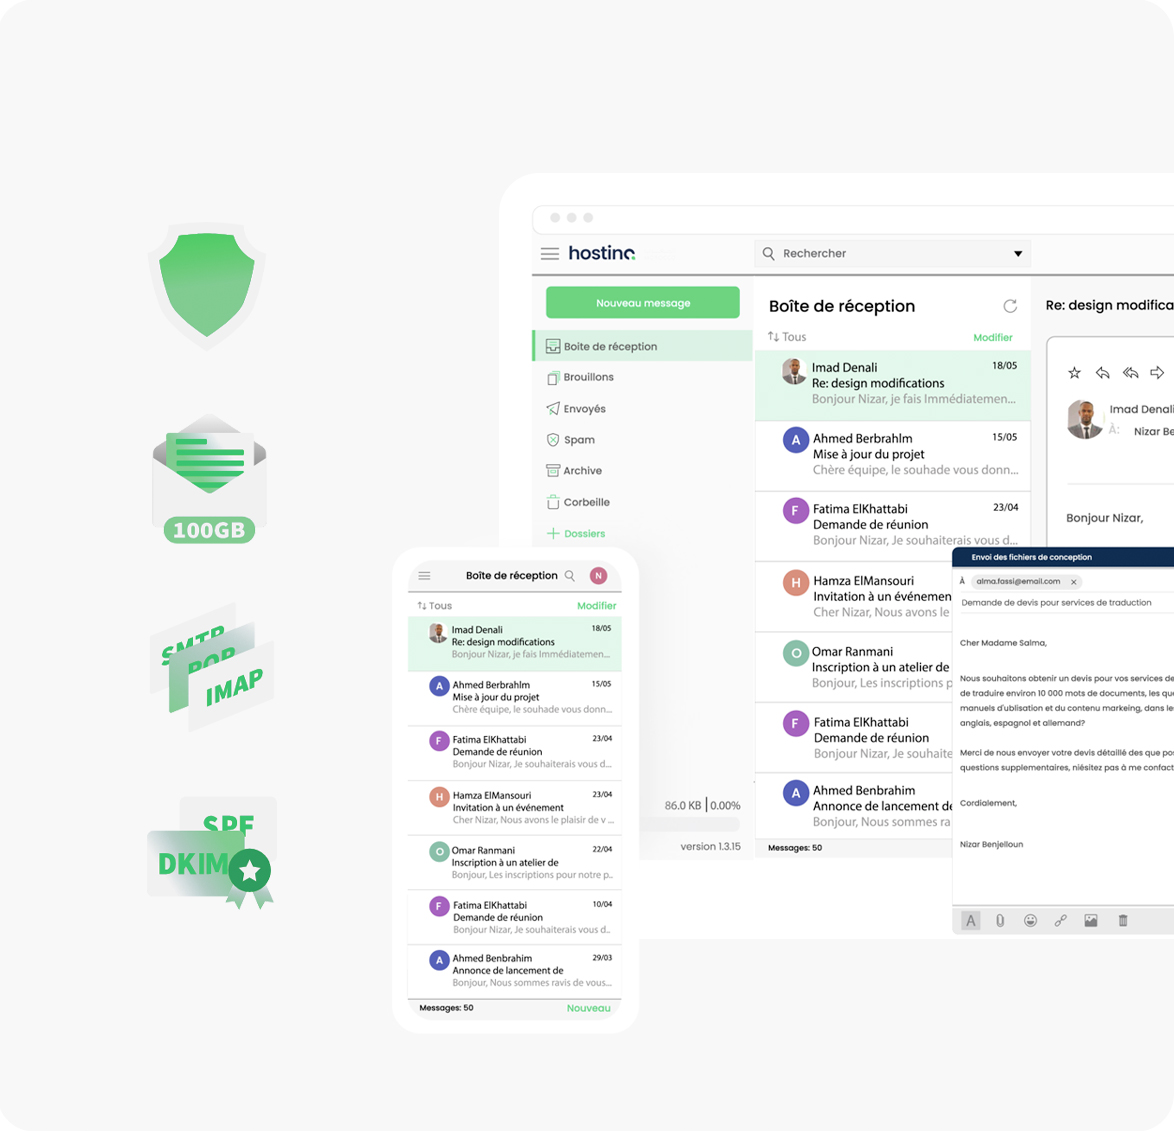 100GB
SMTP
POP
IMAP
SPF
DKIM
hostino.
Rechercher
Nouveau message
Boite de réception
Brouillons
Envoyés
Spam
Archive
Corbeille
Dossiers
86.0 KB | 0.00%
version 1.3.15
Boîte de réception
Tous
Modifier
Imad Denali 18/05
Re: design modifications
Bonjour Nizar, je fais Immédiatemen...
A Ahmed Berbrahlm 15/05
Mise à jour du projet
Chère équipe, le souhade vous donn...
F Fatima ElKhattabi 23/04
Demande de réunion
Bonjour Nizar, Je souhaiterais vous d...
H Hamza ElMansouri
Invitation à un événemen
Cher Nizar, Nous avons le
O Omar Ranmani
Inscription à un atelier de
Bonjour, Les inscriptions p
F Fatima ElKhattabi
Demande de réunion
Bonjour Nizar, Je souhaite
A Ahmed Benbrahim
Annonce de lancement de
Bonjour, Nous sommes ra
Messages: 50
Re: design modifica
Imad Denali
À: Nizar Be
Bonjour Nizar,
Envoi des fichiers de conception
À alma.fassi@email.com ×
Demande de devis pour services de traduction
Cher Madame Salma,
Nous souhaitons obtenir un devis pour vos services de
de traduire environ 10 000 mots de documents, les que
manuels d'ublisation et du contenu markeing, dans le
anglais, espagnol et allemand?
Merci de nous envoyer votre devis détaillé des que pos
questions supplementaires, nièsitez pas à me contact
Cordialement,
Nizar Benjelloun
A
Boîte de réception
N
Tous
Modifier
Imad Denali 18/05
Re: design modifications
Bonjour Nizar, je fais Immédiatemen...
A Ahmed Berbrahlm 15/05
Mise à jour du projet
Chère équipe, le souhade vous donn...
F Fatima ElKhattabi 23/04
Demande de réunion
Bonjour Nizar, Je souhaiterais vous d...
H Hamza ElMansouri 23/04
Invitation à un événement
Cher Nizar, Nous avons le plaisir de v ...
O Omar Ranmani 22/04
Inscription à un atelier de
Bonjour, Les inscriptions pour notre p..
F Fatima ElKhattabi 10/04
Demande de réunion
Bonjour Nizar, Je souhaiterais vous d..
A Ahmed Benbrahim 29/03
Annonce de lancement de
Bonjour, Nous sommes ravis de vous...
Messages: 50
Nouveau